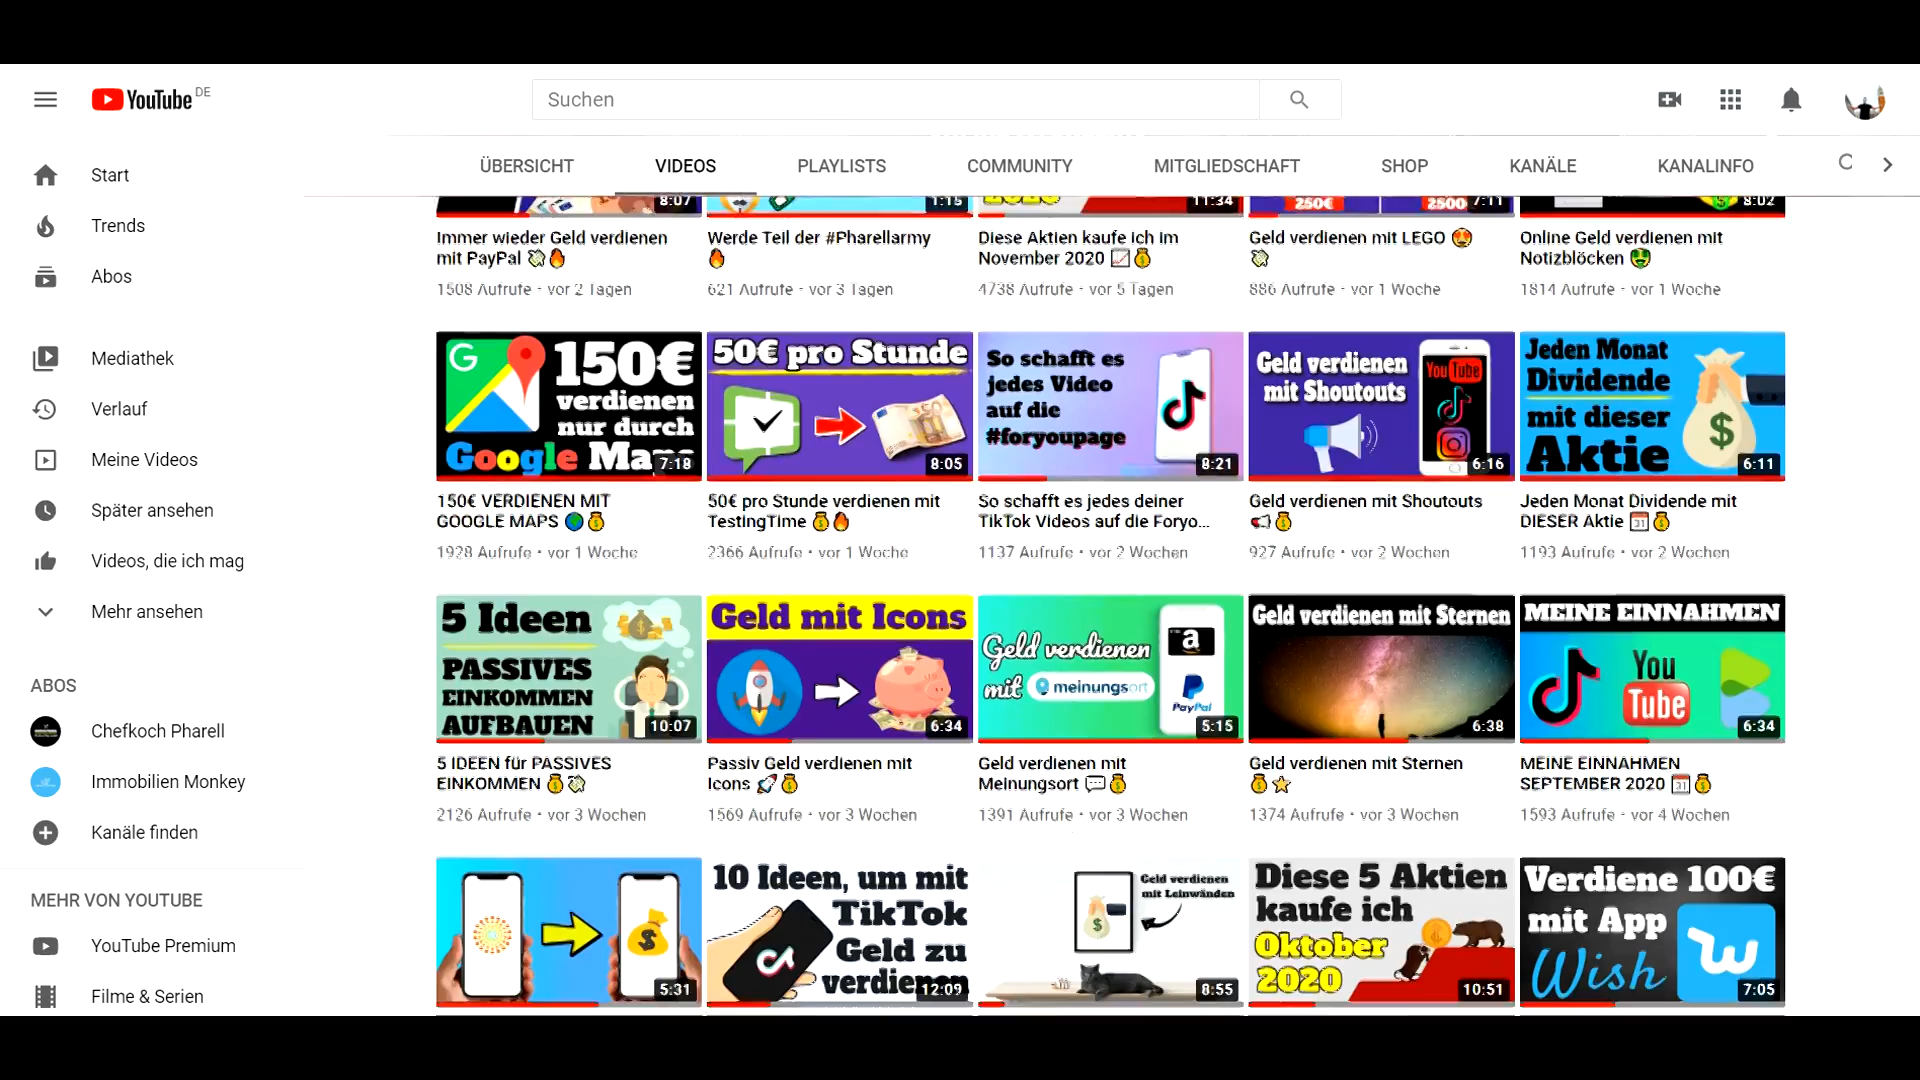 YouTube DE
Suchen
ÜBERSICHT VIDEOS PLAYLISTS COMMUNITY MITGLIEDSCHAFT SHOP KANÄLE KANALINFO
Start
Trends
Abos
Mediathek
Verlauf
Meine Videos
Später ansehen
Videos, die ich mag
Mehr ansehen
ABOS
Chefkoch Pharell
Immobilien Monkey
Kanäle finden
MEHR VON YOUTUBE
YouTube Premium
Filme & Serien
8:07
Immer wieder Geld verdienen
mit PayPal
1508 Aufrufe • vor 2 Tagen
1:15
Werde Teil der #Pharellarmy
621 Aufrufe • vor 3 Tagen
2020
11:34
Diese Aktien kaufe ich im
November 2020
4738 Aufrufe • vor 5 Tagen
250€ 2500
7:11
Geld verdienen mit LEGO
886 Aufrufe • vor 1 Woche
8:02
Online Geld verdienen mit
Notizblöcken
1814 Aufrufe • vor 1 Woche
G
150€
verdienen
nur durch
Google Maps
7:18
150€ VERDIENEN MIT
GOOGLE MAPS
1928 Aufrufe • vor 1 Woche
50€ pro Stunde
8:05
50€ pro Stunde verdienen mit
TestingTime
2366 Aufrufe • vor 1 Woche
So schafft es
jedes Video
auf die
#foryoupage
8:21
So schafft es jedes deiner
TikTok Videos auf die Foryo...
1137 Aufrufe • vor 2 Wochen
Geld verdienen
mit Shoutouts
YouTube
6:16
Geld verdienen mit Shoutouts
927 Aufrufe • vor 2 Wochen
Jeden Monat
Dividende
mit dieser
Aktie
$
6:11
Jeden Monat Dividende mit
DIESER Aktie
1193 Aufrufe • vor 2 Wochen
5 Ideen
PASSIVES
EINKOMMEN
AUFBAUEN
10:07
5 IDEEN für PASSIVES
EINKOMMEN
2126 Aufrufe • vor 3 Wochen
Geld mit Icons
6:34
Passiv Geld verdienen mit
Icons
1569 Aufrufe • vor 3 Wochen
Geld verdienen
mit meinungsort
a
PayPal
5:15
Geld verdienen mit
Meinungsort
1391 Aufrufe • vor 3 Wochen
Geld verdienen mit Sternen
6:38
Geld verdienen mit Sternen
1374 Aufrufe • vor 3 Wochen
MEINE EINNAHMEN
You
Tube
6:34
MEINE EINNAHMEN
SEPTEMBER 2020
1593 Aufrufe • vor 4 Wochen
$
5:31
10 Ideen, um mit
TikTok
Geld zu
verdienen
12:09
Geld verdienen
mit Leinwänden
$
8:55
Diese 5 Aktien
kaufe ich
Oktober
2020
10:51
Verdiene 100€
mit App
Wish
7:05